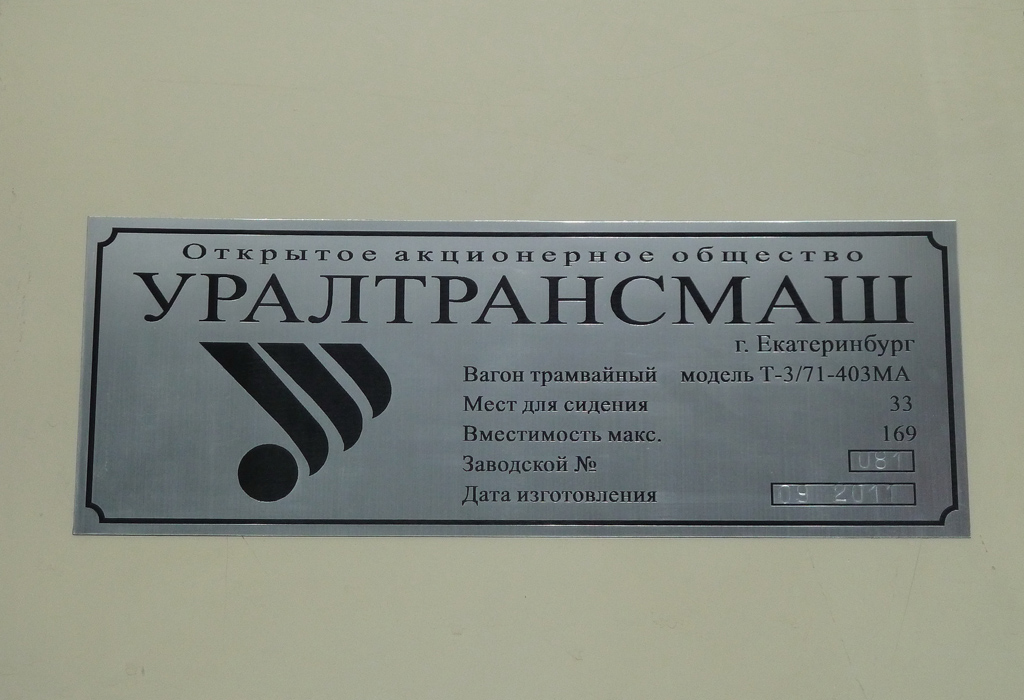 Открытое акционерное общество
УРАЛТРАНСМАШ
г. Екатеринбург
Вагон трамвайный модель Т-3/71-403МА
Мест для сидения 33
Вместимость макс. 169
Заводской № 081
Дата изготовления 09 2011